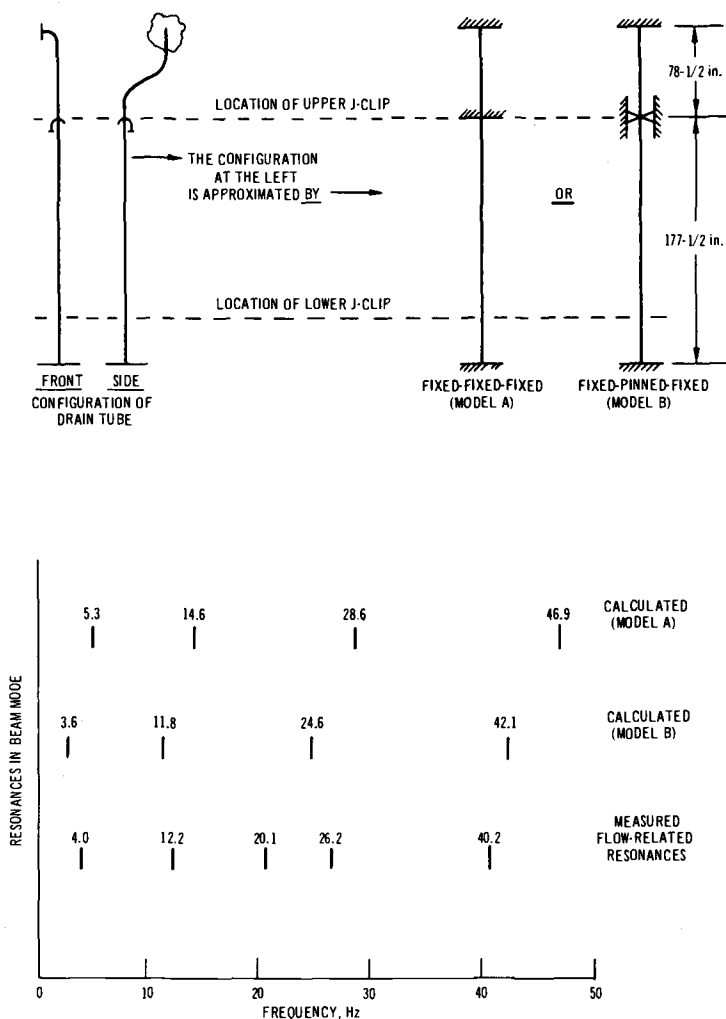 78-1/2 in.
LOCATION OF UPPER J-CLIP
THE CONFIGURATION
AT THE LEFT
IS APPROXIMATED BY
OR
177-1/2 in.
LOCATION OF LOWER J-CLIP
FRONT SIDE
CONFIGURATION OF
DRAIN TUBE
FIXED-FIXED-FIXED
(MODEL A)
FIXED-PINNED-FIXED
(MODEL B)
RESONANCES IN BEAM MODE
5.3 14.6 28.6 46.9
CALCULATED
(MODEL A)
3.6 11.8 24.6 42.1
CALCULATED
(MODEL B)
4.0 12.2 20.1 26.2 40.2
MEASURED
FLOW-RELATED
RESONANCES
0 10 20 30 40 50
FREQUENCY, Hz